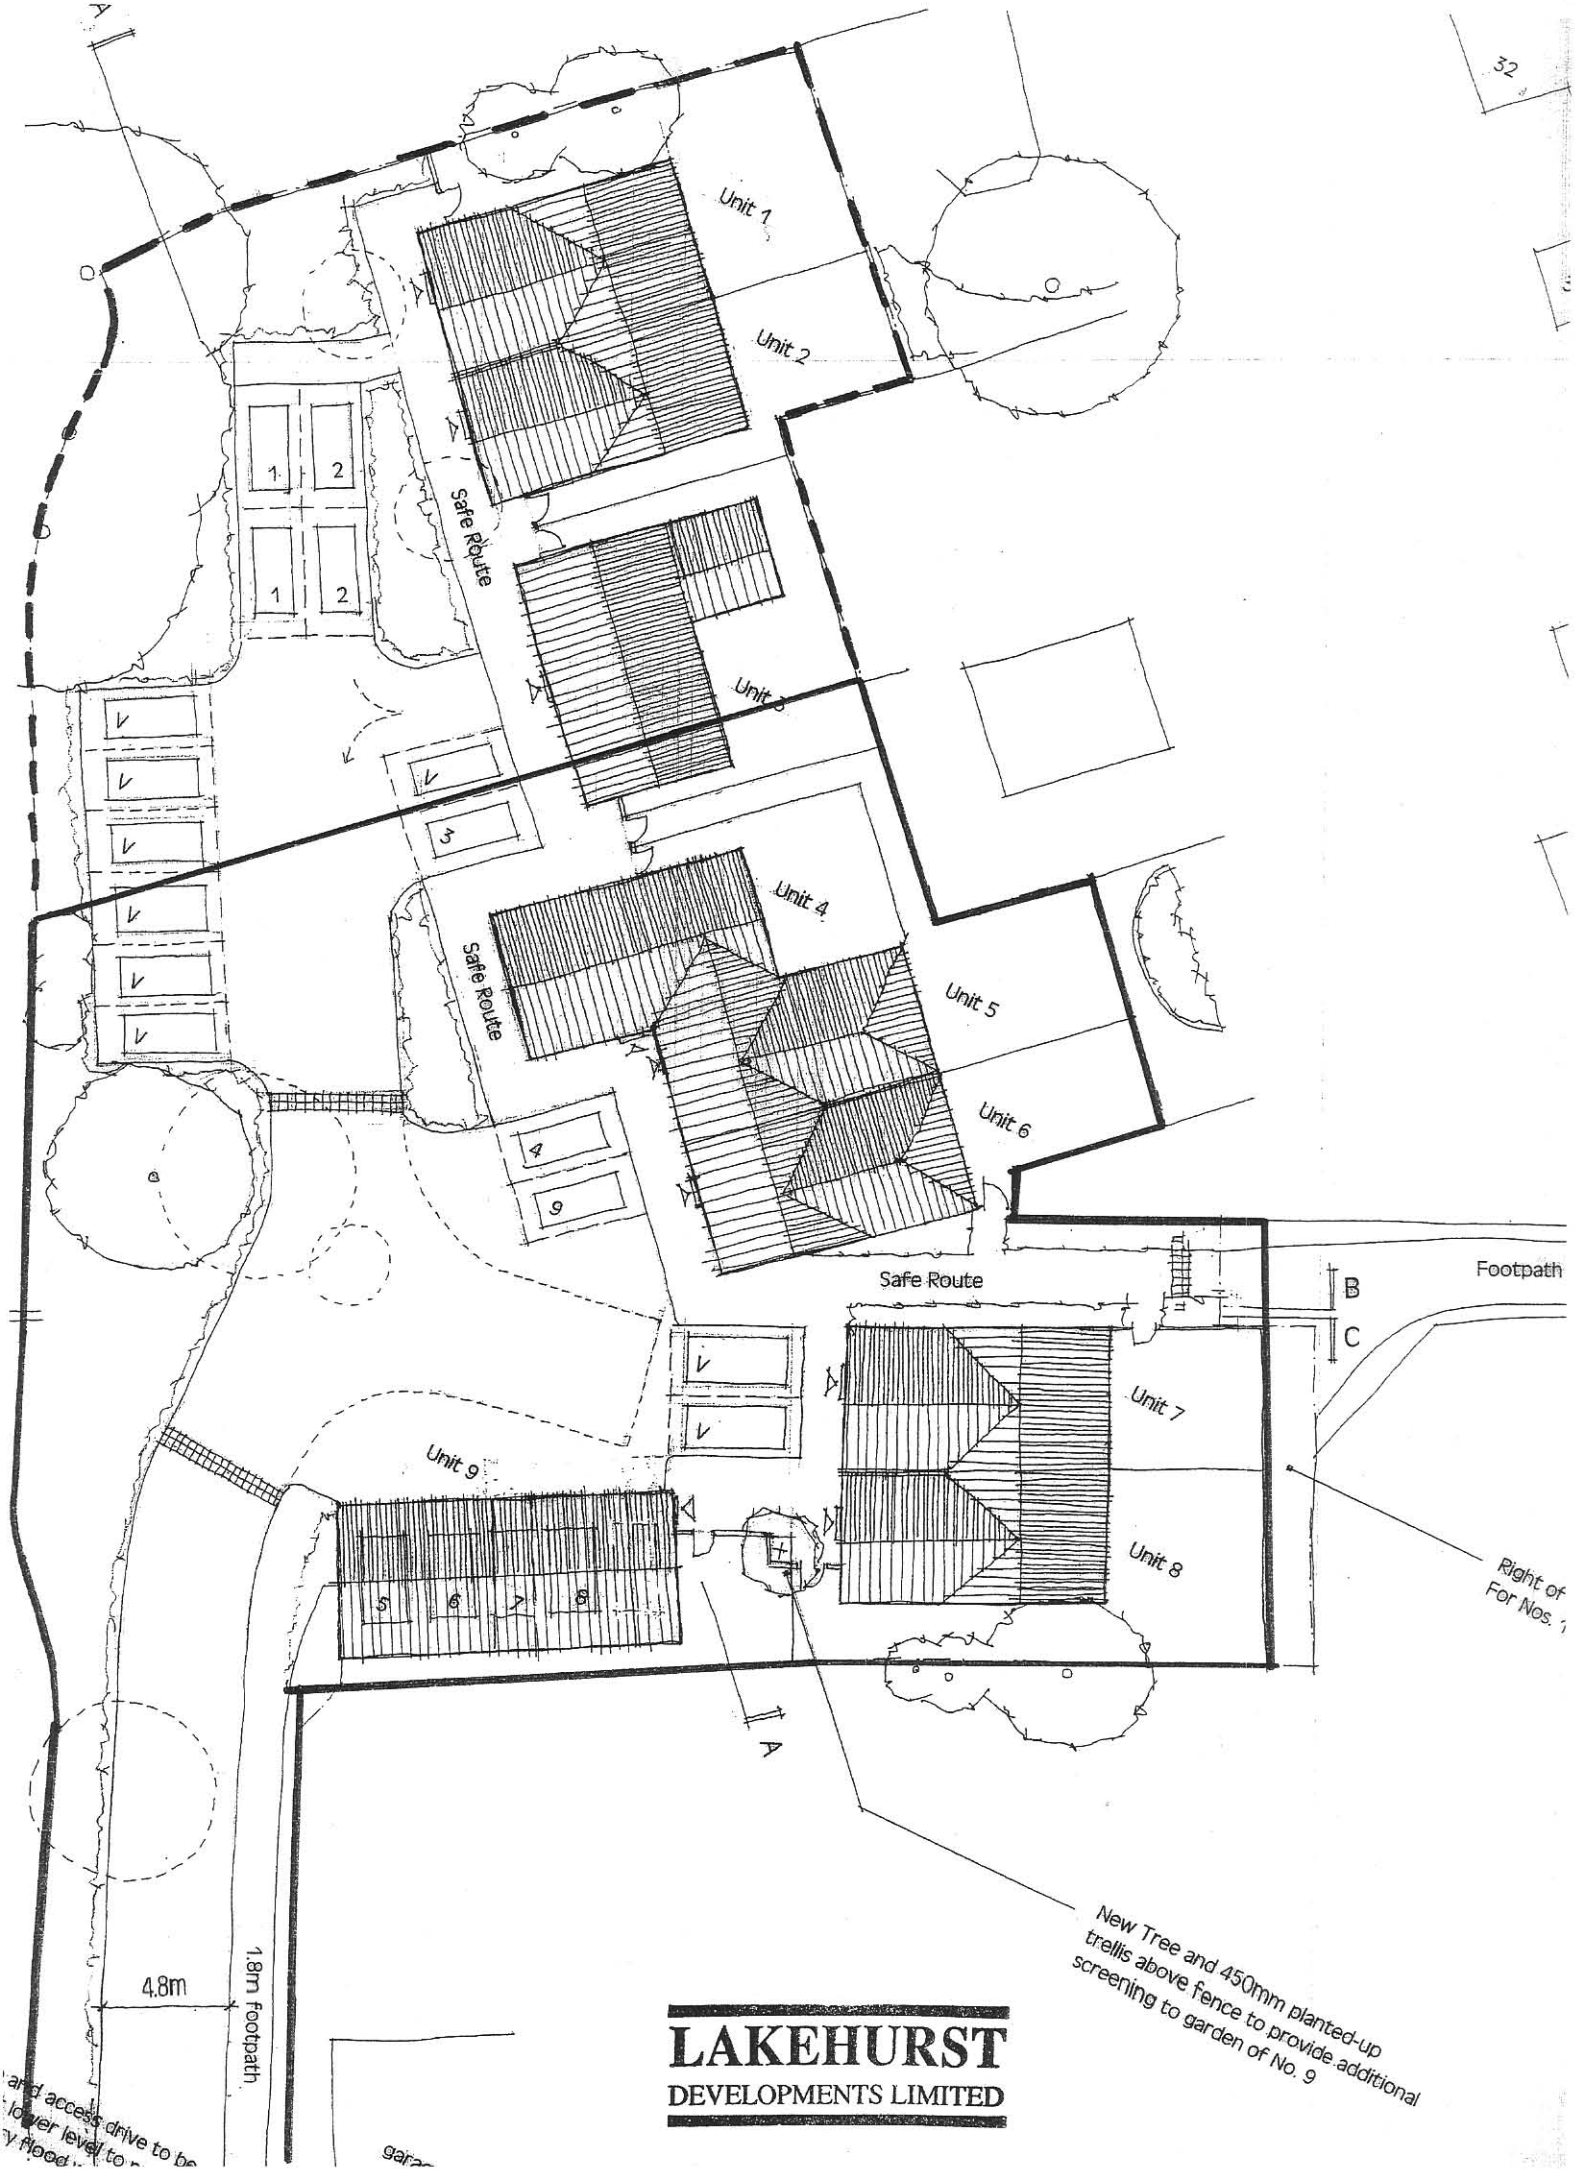 A
32
Unit 1
Unit 2
1
2
Safe Route
1
2
Unit 3
V
V
V
V
3
V
V
V
Unit 4
Safe Route
Unit 5
Unit 6
4
9
Safe Route
Footpath
B
C
V
V
Unit 7
Unit 9
Unit 8
5
6
7
8
Right of
For Nos.
A
New Tree and 450mm planted-up
trellis above fence to provide additional
screening to garden of No. 9
4.8m
1.8m footpath
LAKEHURST
DEVELOPMENTS LIMITED
and access drive to be
lower level to
flood